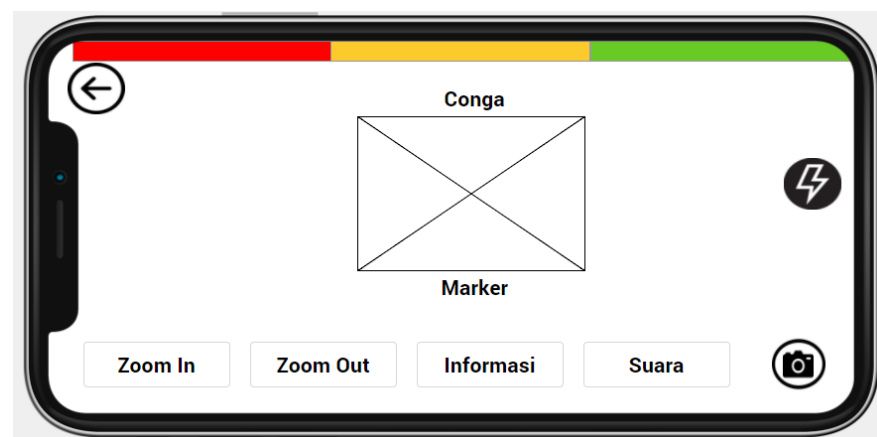 Conga
Marker
Zoom In
Zoom Out
Informasi
Suara